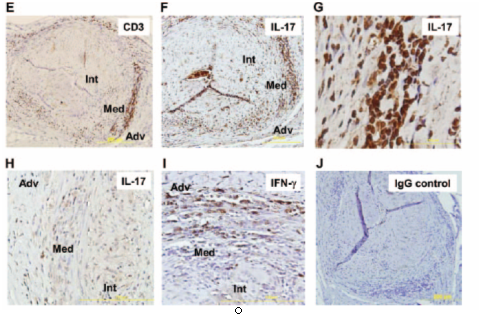 E CD3
F IL-17
G IL-17
Int
Int
Med
Med
Adv
Adv
H IL-17
I IFN-γ
J IgG control
Adv
Adv
Med
Med
Int
Int